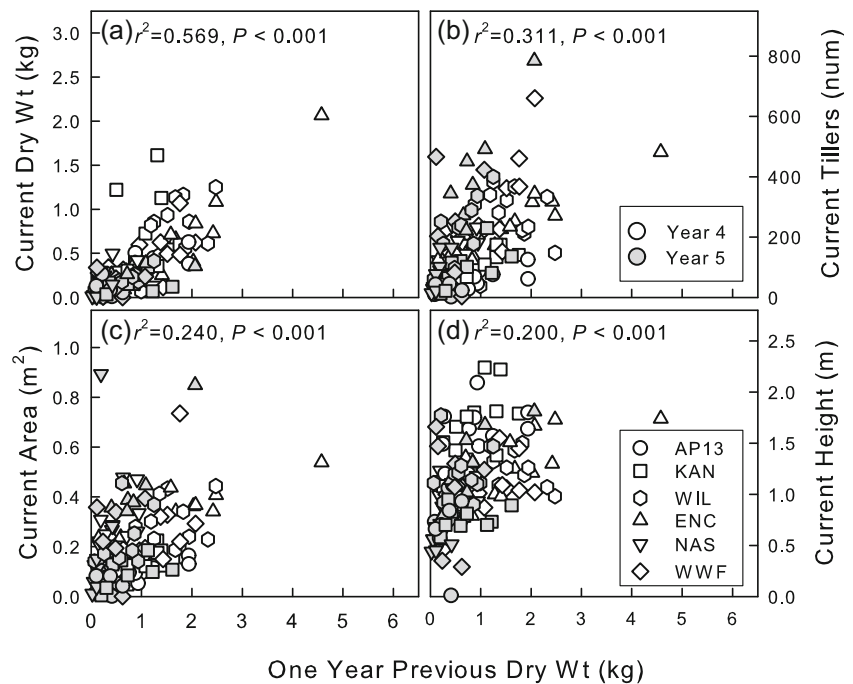 (a) r²=0.569, P < 0.001
(b) r²=0.311, P < 0.001
3.0
2.5
2.0
1.5
1.0
0.5
0.0
Current Dry Wt (kg)
800
600
400
200
0
Current Tillers (num)
Year 4
Year 5
(c) r²=0.240, P < 0.001
(d) r²=0.200, P < 0.001
1.0
0.8
0.6
0.4
0.2
0.0
Current Area (m²)
2.5
2.0
1.5
1.0
0.5
0.0
Current Height (m)
AP13
KAN
WIL
ENC
NAS
WWF
0 1 2 3 4 5 6
0 1 2 3 4 5 6
One Year Previous Dry Wt (kg)